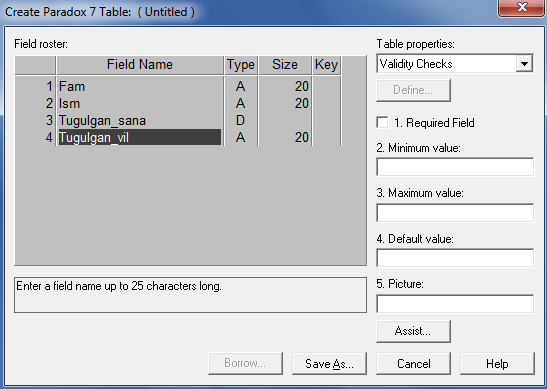 Create Paradox 7 Table: ( Untitled )
Field roster:
Field Name Type Size Key
1 Fam A 20
2 Ism A 20
3 Tugulgan_sana D
4 Tugulgan_vil A 20
Enter a field name up to 25 characters long.
Table properties:
Validity Checks
Define...
1. Required Field
2. Minimum value:
3. Maximum value:
4. Default value:
5. Picture:
Assist...
Borrow... Save As... Cancel Help